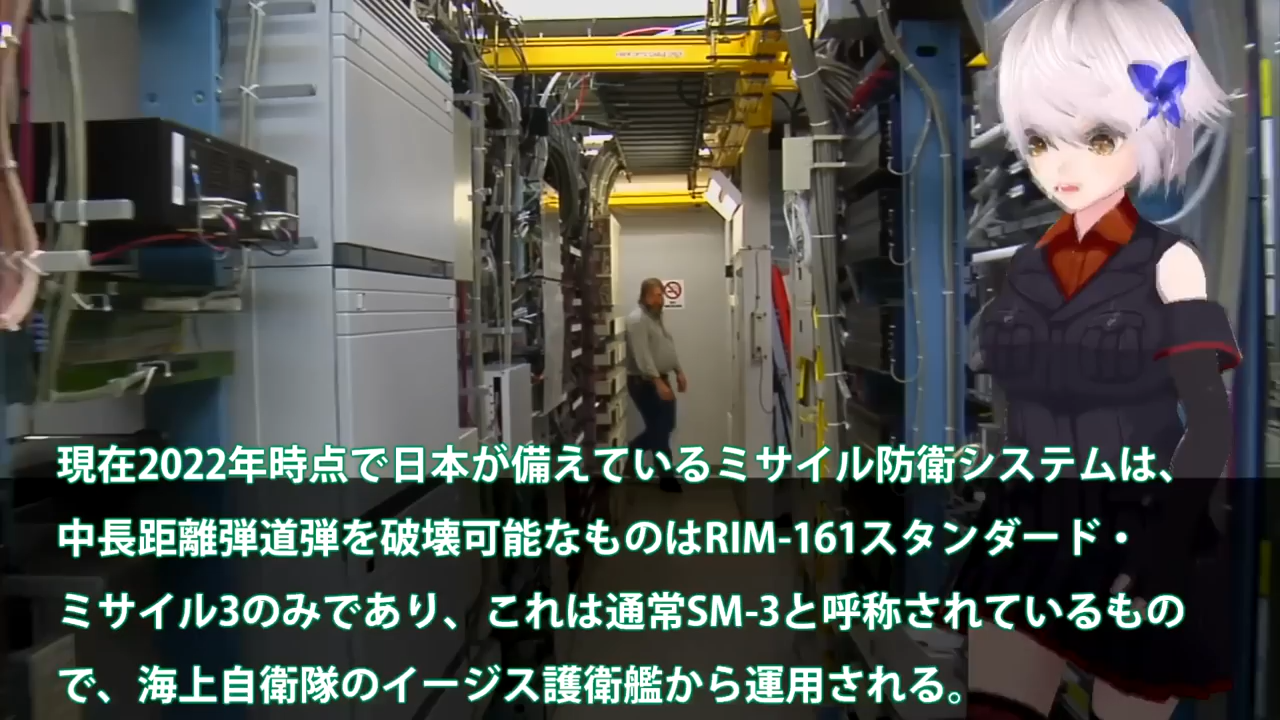 現在2022年時点で日本が備えているミサイル防衛システムは、
中長距離弾道弾を破壊可能なものはRIM-161スタンダード・
ミサイル3のみであり、これは通常SM-3と呼称されているもの
で、海上自衛隊のイージス護衛艦から運用される。